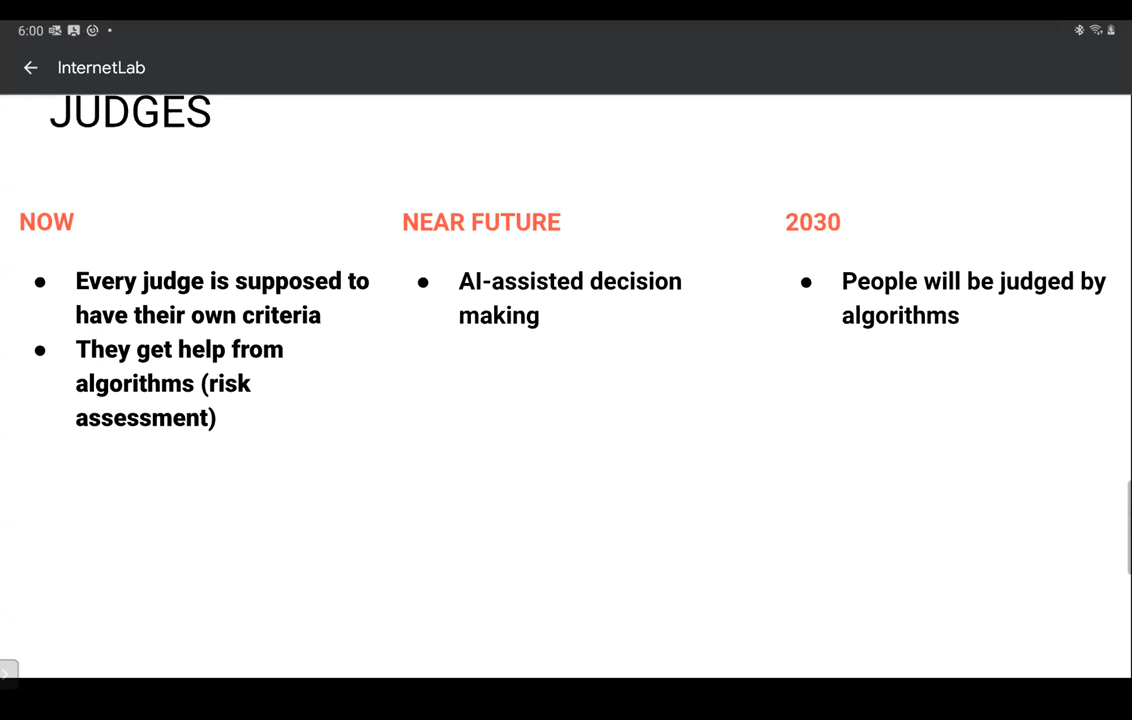 6:00
InternetLab
JUDGES
NOW
Every judge is supposed to
have their own criteria
They get help from
algorithms (risk
assessment)
NEAR FUTURE
AI-assisted decision
making
2030
People will be judged by
algorithms